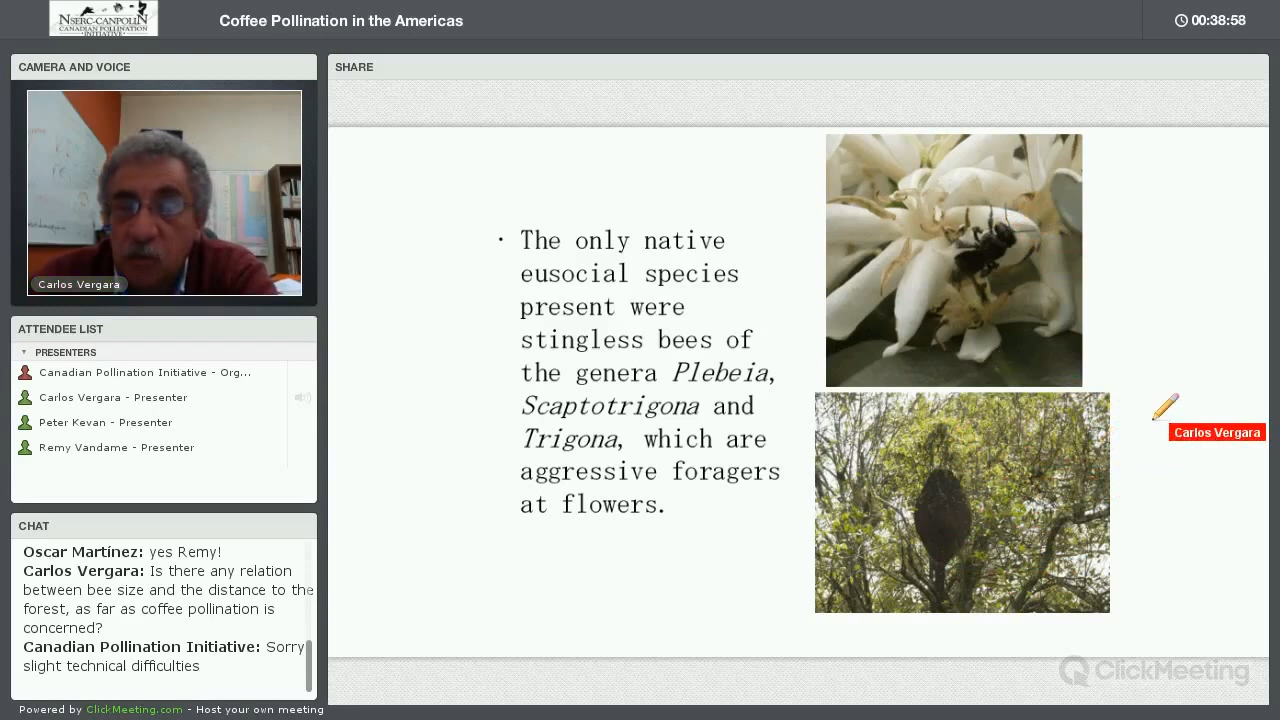 NSERC-CANPOLIN
CANADIAN POLLINATION
INITIATIVE
Coffee Pollination in the Americas
00:38:58
CAMERA AND VOICE
Carlos Vergara
ATTENDEE LIST
PRESENTERS
Canadian Pollination Initiative - Org...
Carlos Vergara - Presenter
Peter Kevan - Presenter
Remy Vandame - Presenter
CHAT
Oscar Martínez: yes Remy!
Carlos Vergara: Is there any relation
between bee size and the distance to the
forest, as far as coffee pollination is
concerned?
Canadian Pollination Initiative: Sorry
slight technical difficulties
Powered by ClickMeeting.com - Host your own meeting
SHARE
· The only native
eusocial species
present were
stingless bees of
the genera Plebeia,
Scaptotrigona and
Trigona, which are
aggressive foragers
at flowers.
Carlos Vergara
ClickMeeting